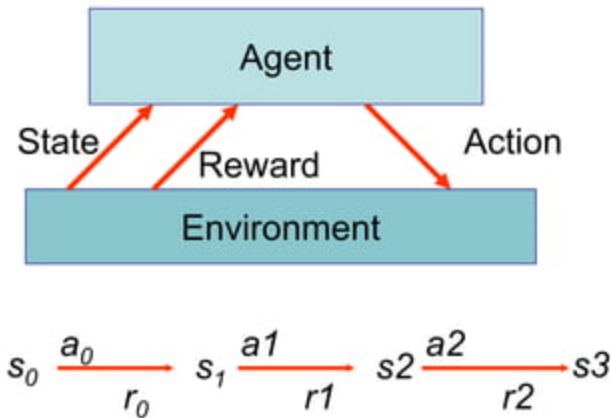 Agent
State
Reward
Action
Environment
s₀ a₀ r₀ s₁ a1 r1 s2 a2 r2 s3